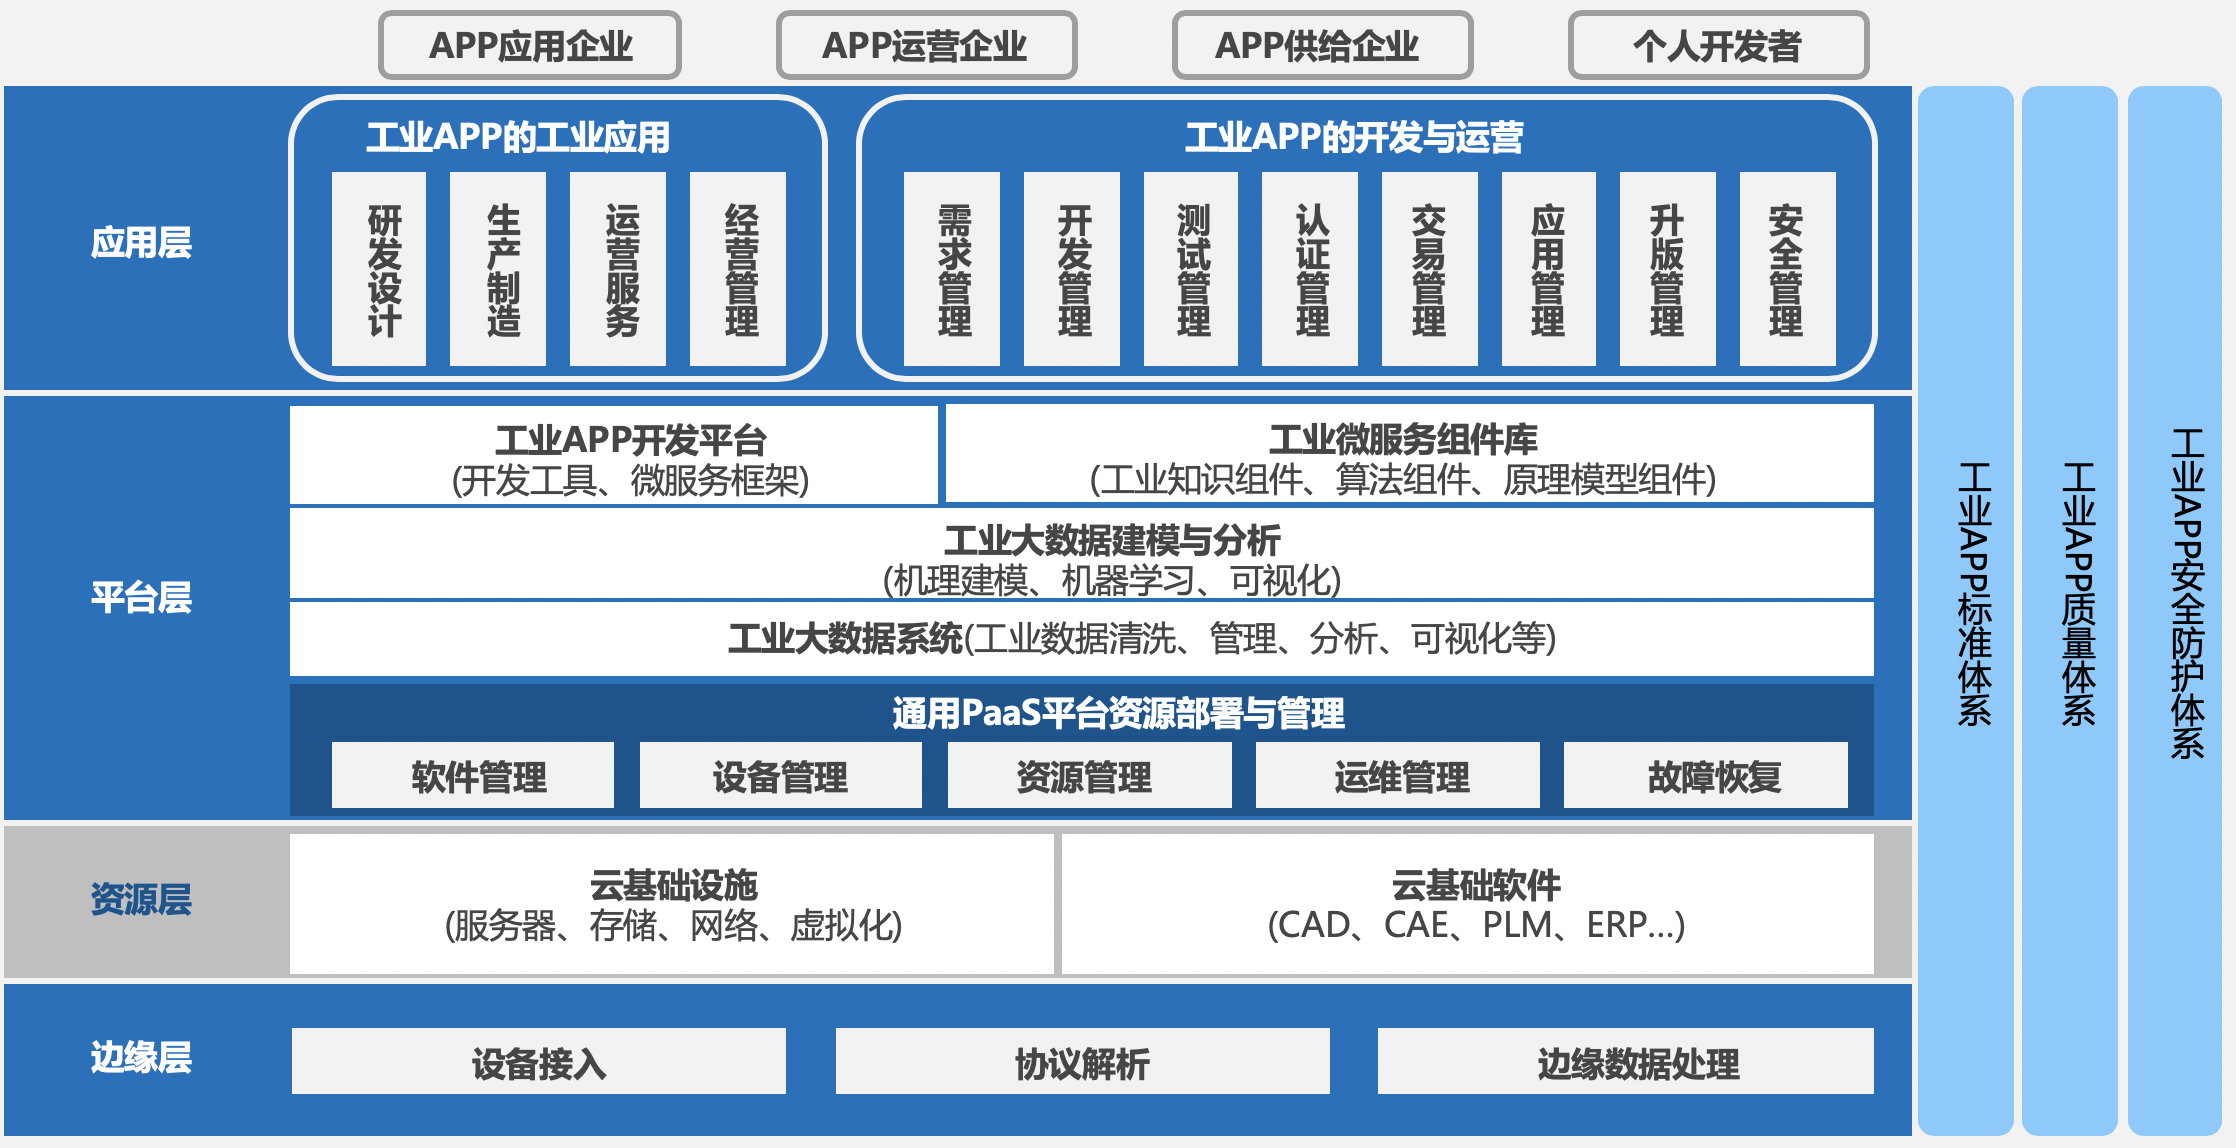 APP应用企业
APP运营企业
APP供给企业
个人开发者
应用层
工业APP的工业应用
研发设计
生产制造
运营服务
经营管理
工业APP的开发与运营
需求管理
开发管理
测试管理
认证管理
交易管理
应用管理
升版管理
安全管理
平台层
工业APP开发平台
(开发工具、微服务框架)
工业微服务组件库
(工业知识组件、算法组件、原理模型组件)
工业大数据建模与分析
(机理建模、机器学习、可视化)
工业大数据系统(工业数据清洗、管理、分析、可视化等)
通用PaaS平台资源部署与管理
软件管理
设备管理
资源管理
运维管理
故障恢复
资源层
云基础设施
(服务器、存储、网络、虚拟化)
云基础软件
(CAD、CAE、PLM、ERP...)
边缘层
设备接入
协议解析
边缘数据处理
工业APP标准体系
工业APP质量体系
工业APP安全防护体系